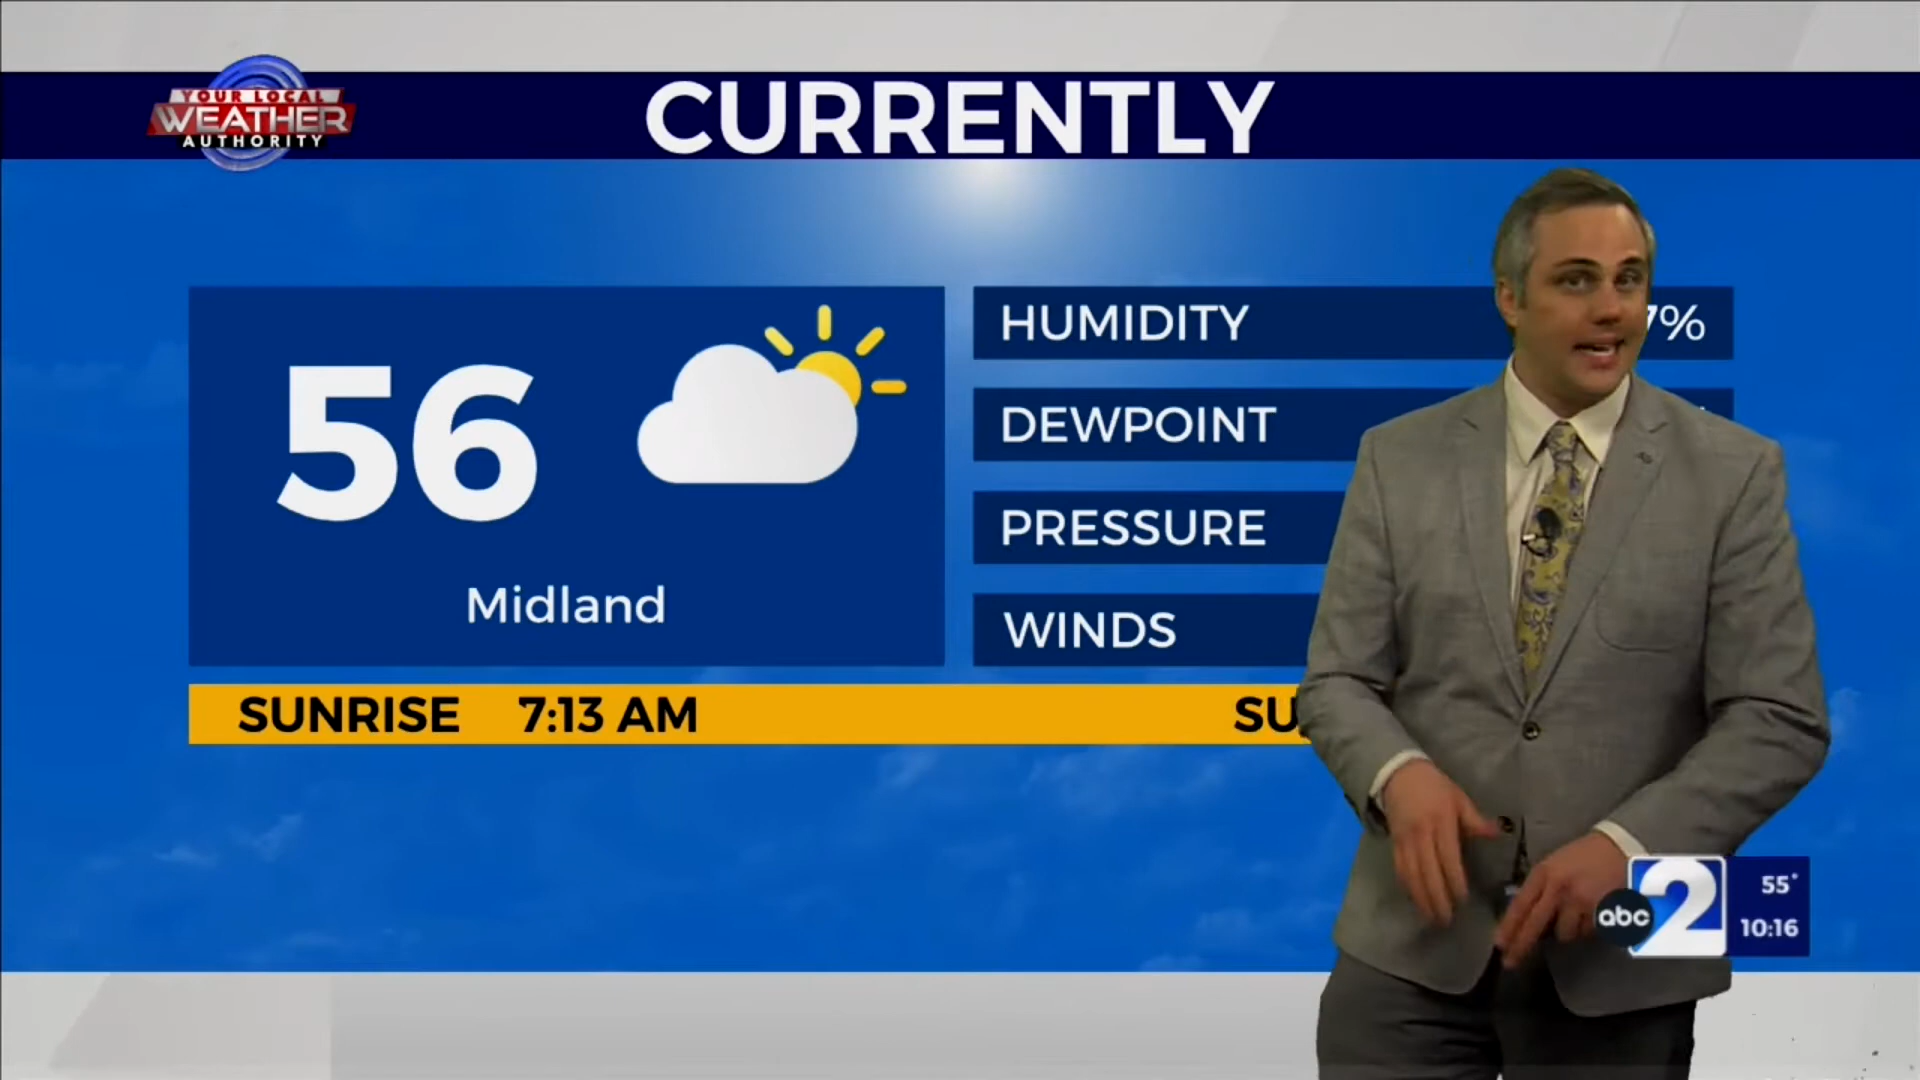 YOUR LOCAL
WEATHER
AUTHORITY
CURRENTLY
56
Midland
HUMIDITY
DEWPOINT
PRESSURE
WINDS
SUNRISE 7:13 AM
abc 2
55°
10:16